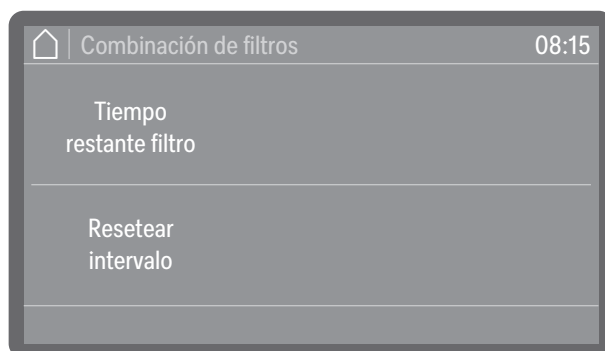 Combinación de filtros 08:15
Tiempo
restante filtro
Resetear
intervalo